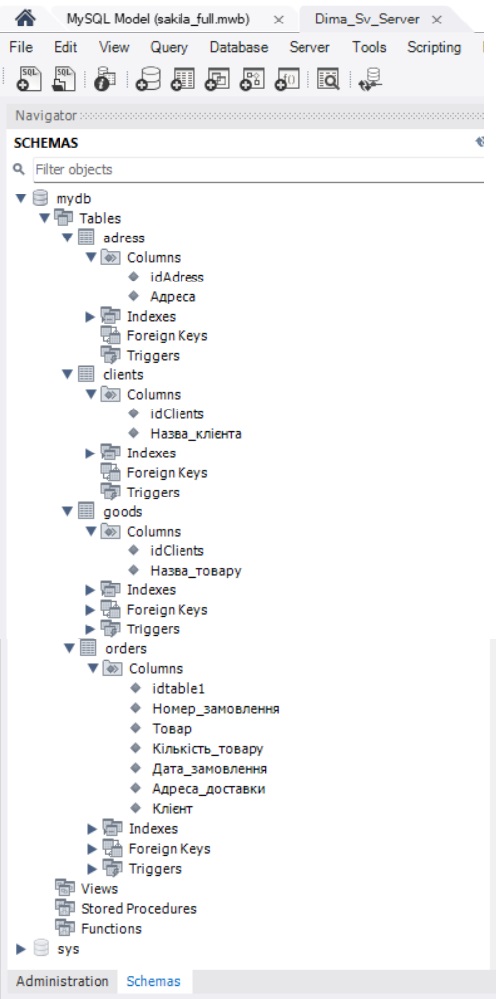 MySQL Model (sakila_full.mwb) × Dima_Sv_Server ×
File Edit View Query Database Server Tools Scripting
SQL SQL
Navigator
SCHEMAS
Filter objects
mydb
Tables
adress
Columns
idAdress
Адреса
Indexes
Foreign Keys
Triggers
clients
Columns
idClients
Назва_клієнта
Indexes
Foreign Keys
Triggers
goods
Columns
idClients
Назва_товару
Indexes
Foreign Keys
Triggers
orders
Columns
idtable1
Номер_замовлення
Товар
Кількість_товару
Дата_замовлення
Адреса_доставки
Клієнт
Indexes
Foreign Keys
Triggers
Views
Stored Procedures
Functions
sys
Administration Schemas